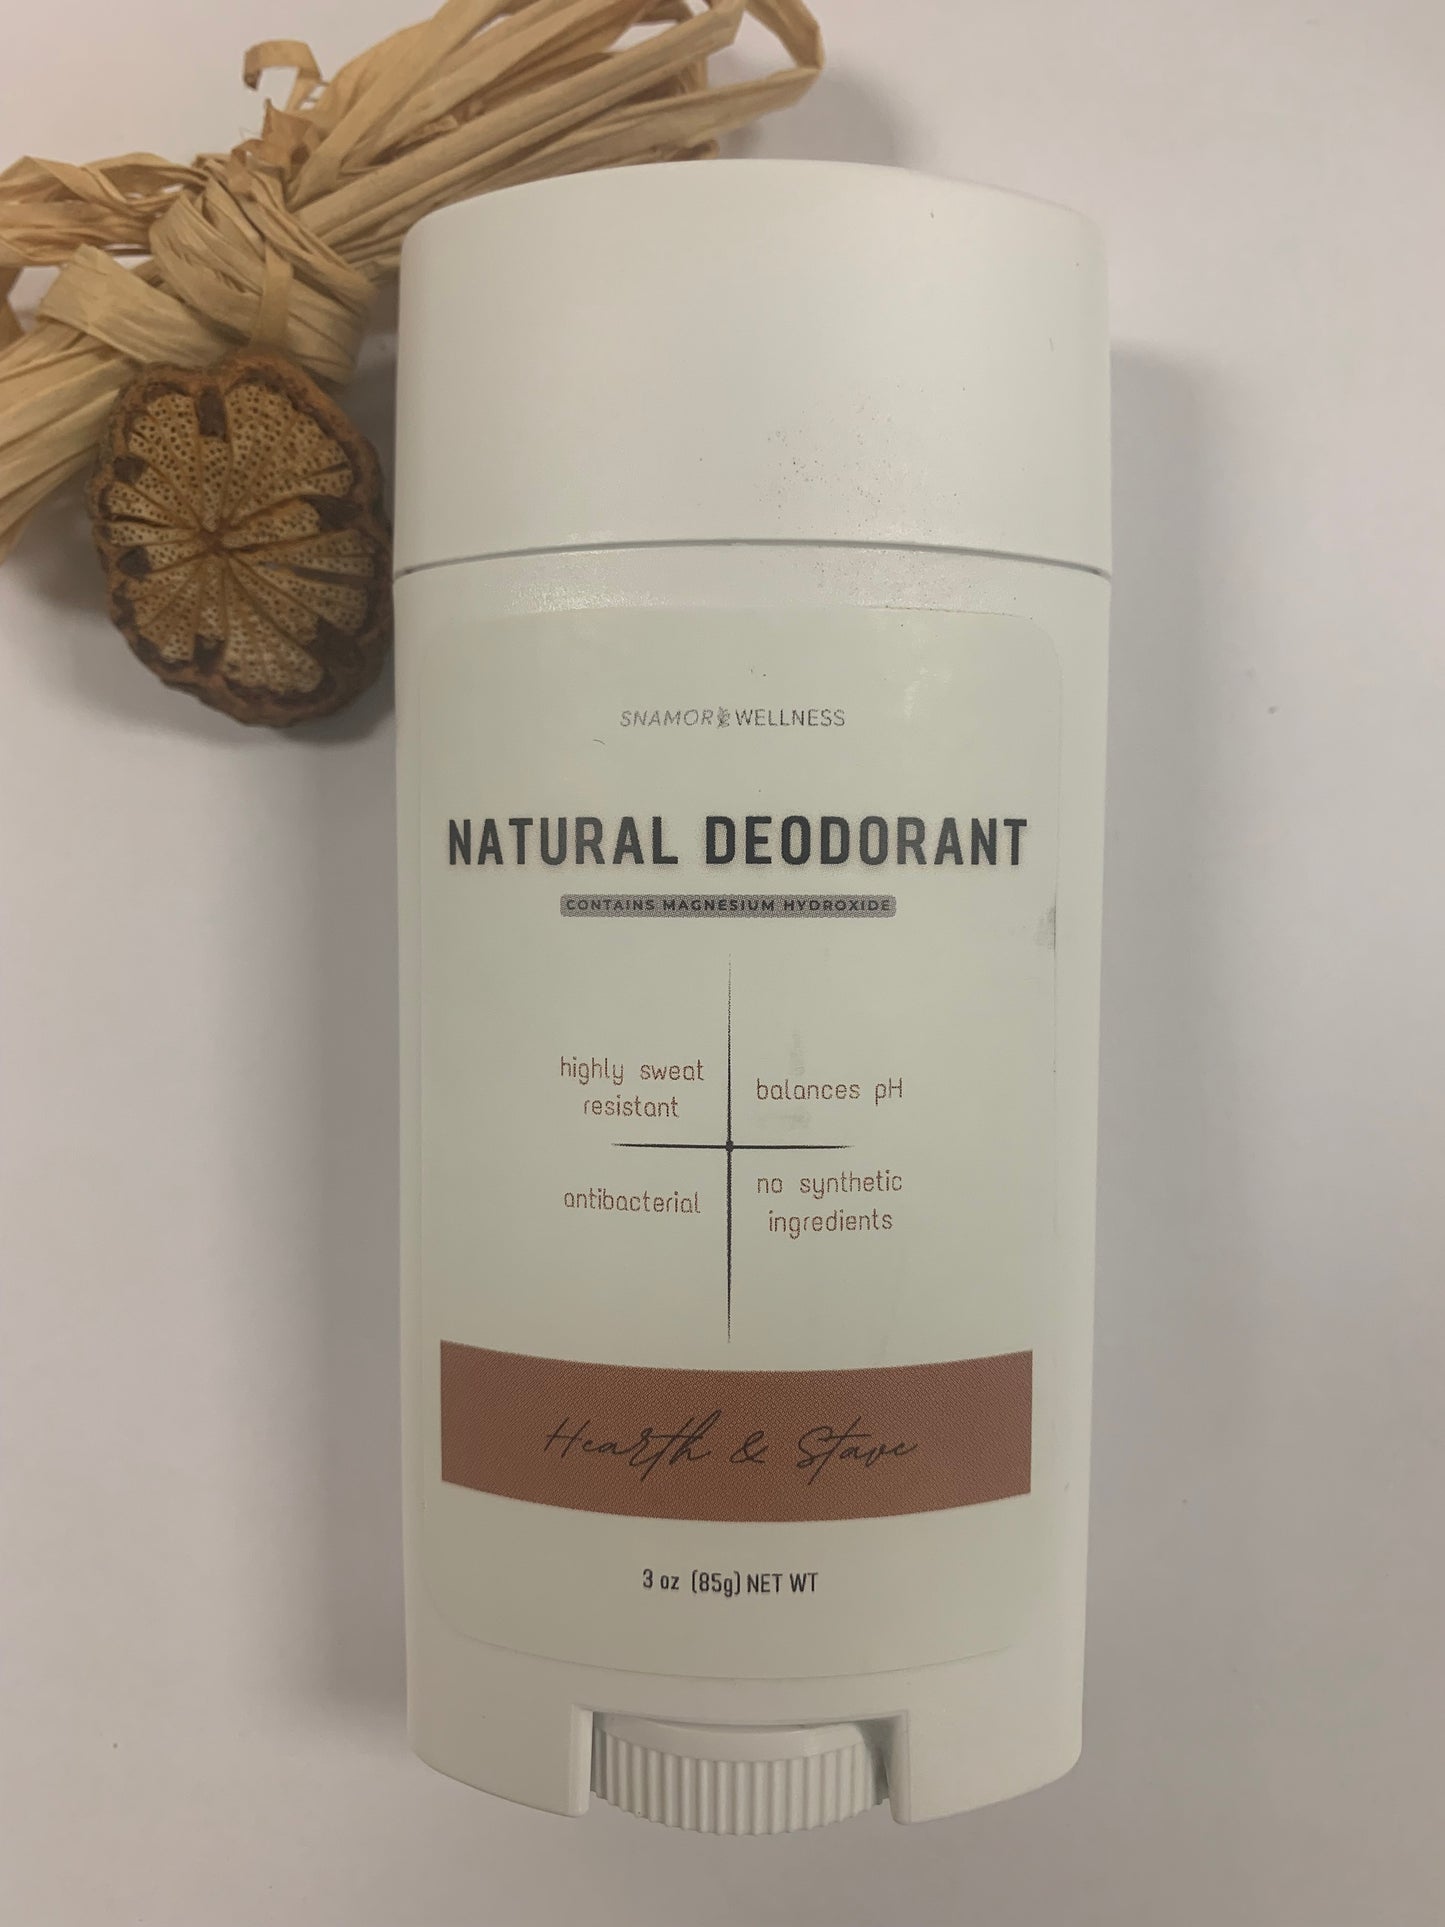 SNAMOR WELLNESS
NATURAL DEODORANT
CONTAINS MAGNESIUM HYDROXIDE
highly sweat
resistant
balances pH
antibacterial
no synthetic
ingredients
Hearth & Stave
3 oz (85g) NET WT